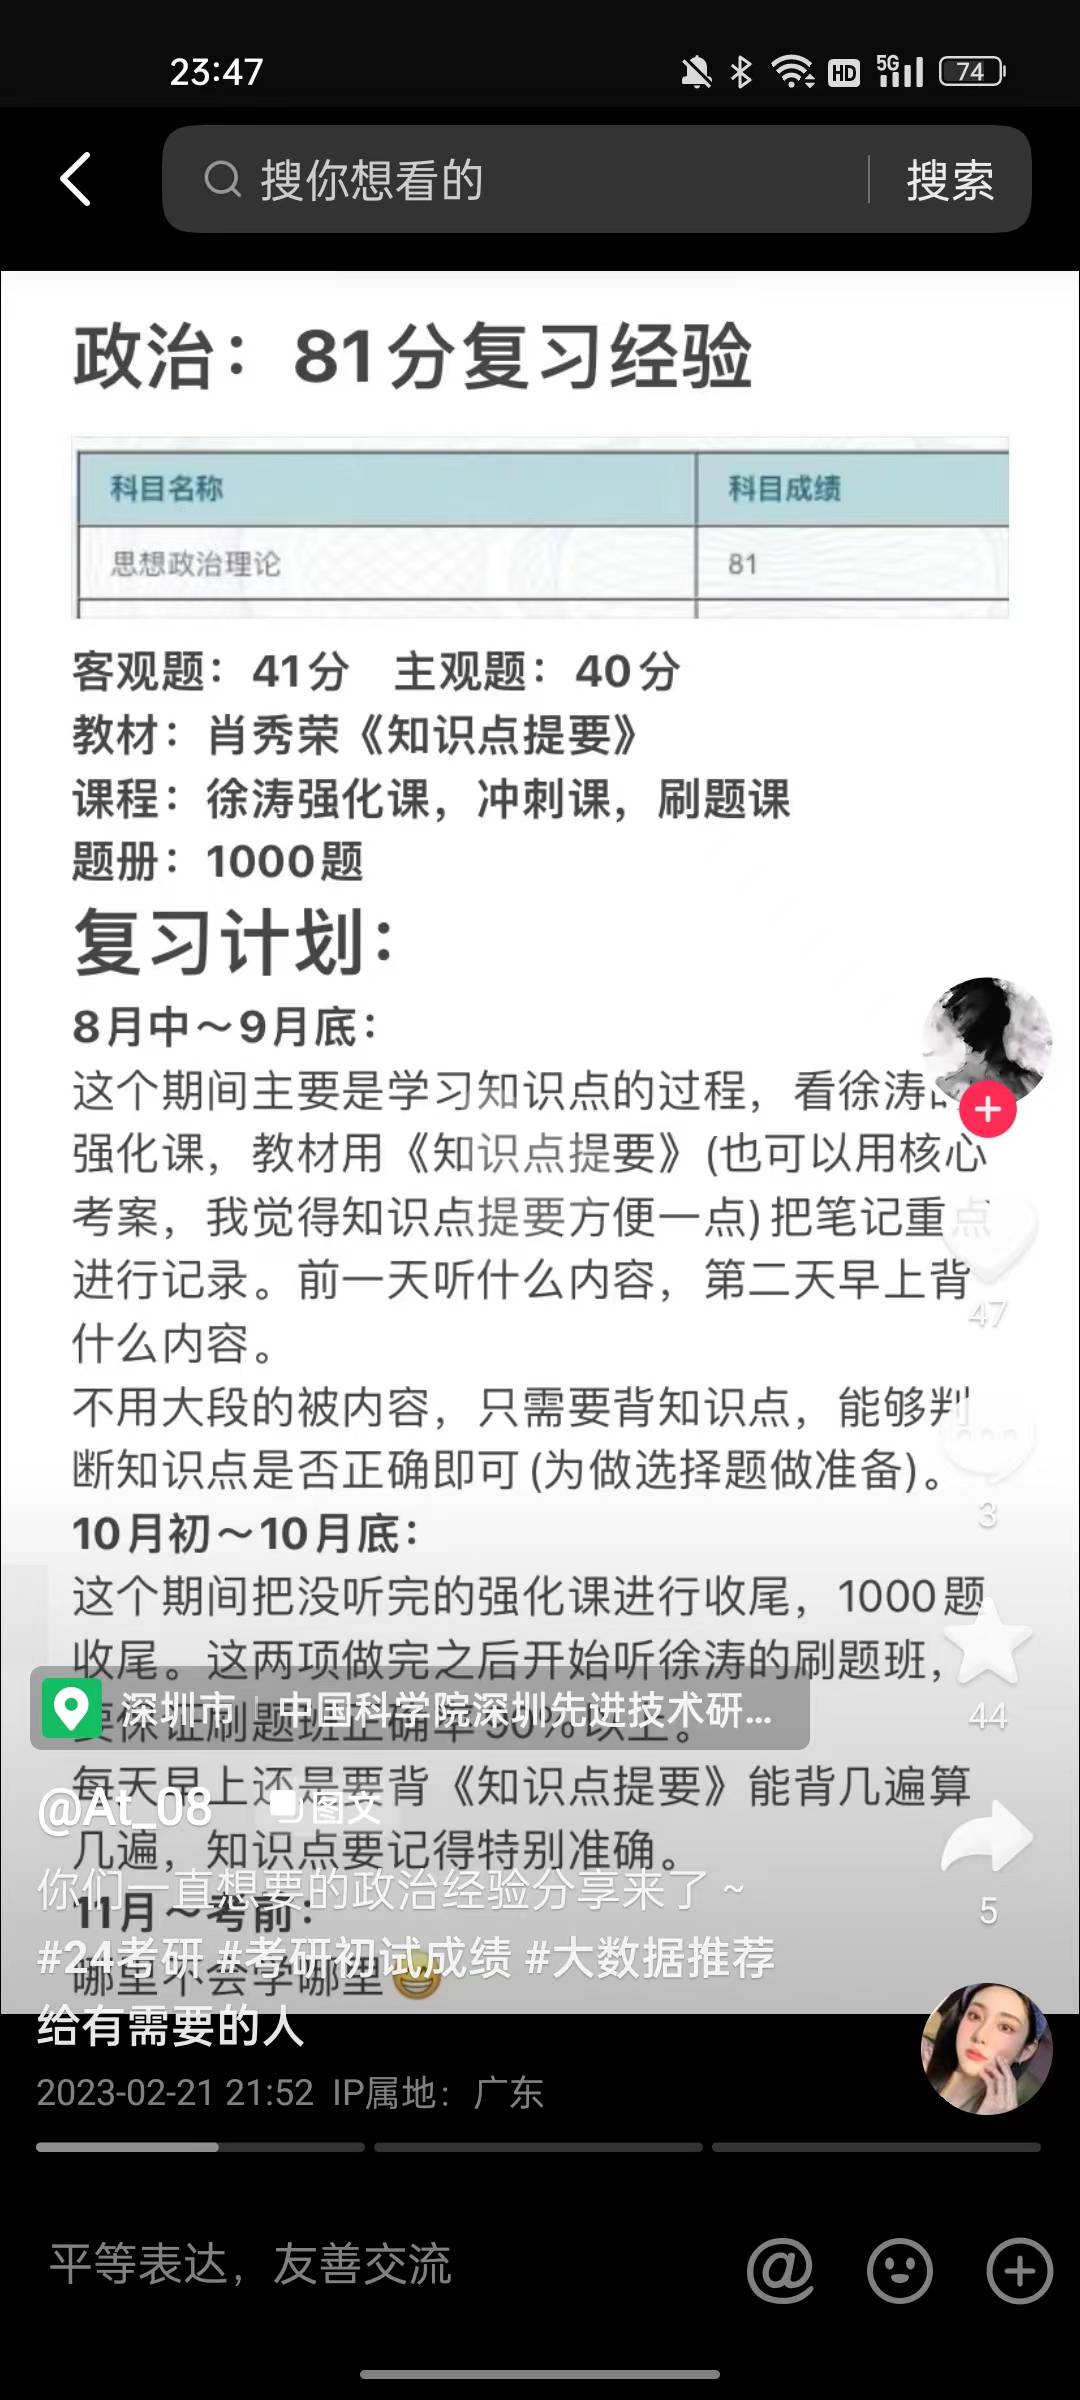 23:47
HD 5G 74
搜你想看的 搜索
政治：81分复习经验
科目名称 科目成绩
思想政治理论 81
客观题：41分 主观题：40分
教材：肖秀荣《知识点提要》
课程：徐涛强化课，冲刺课，刷题课
题册：1000题
复习计划：
8月中～9月底：
这个期间主要是学习知识点的过程，看徐涛的
强化课，教材用《知识点提要》(也可以用核心
考案，我觉得知识点提要方便一点)把笔记重点
进行记录。前一天听什么内容，第二天早上背
什么内容。
47
不用大段的被内容，只需要背知识点，能够判
断知识点是否正确即可(为做选择题做准备)。
3
10月初～10月底：
这个期间把没听完的强化课进行收尾，1000题
收尾。这两项做完之后开始听徐涛的刷题班，
要保证刷题班正确率 0%以上。
深圳市 | 中国科学院深圳先进技术研...
44
每天早上还是要背《知识点提要》能背几遍算
几遍，知识点要记得特别准确。
@At_08 图文
你们一直想要的政治经验分享来了～
5
11月～考前：
哪里不会学哪里
#24考研 #考研初试成绩 #大数据推荐
给有需要的人
2023-02-21 21:52 IP属地：广东
平等表达，友善交流